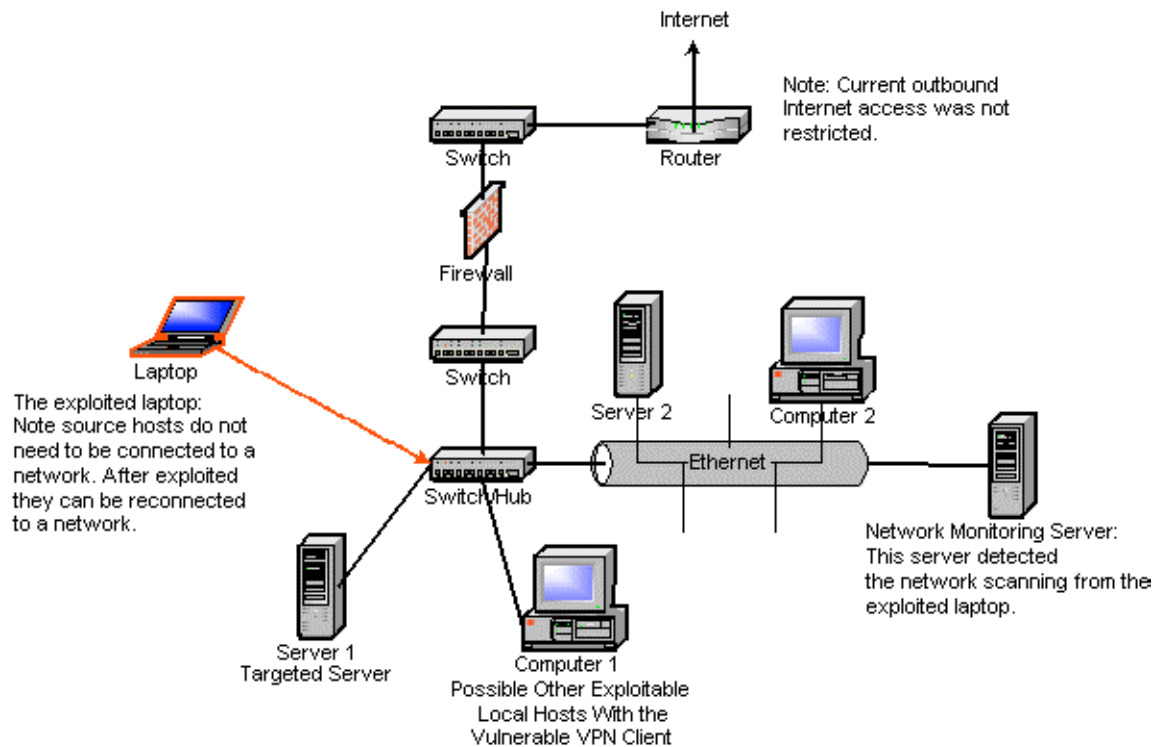 Internet
Note: Current outbound
Internet access was not
restricted.
Switch
Router
Firewall
Laptop
The exploited laptop:
Note source hosts do not
need to be connected to a
network. After exploited
they can be reconnected
to a network.
Switch
Server 2
Computer 2
Ethernet
Switch/Hub
Network Monitoring Server:
This server detected
the network scanning from the
exploited laptop.
Server 1
Targeted Server
Computer 1
Possible Other Exploitable
Local Hosts With the
Vulnerable VPN Client